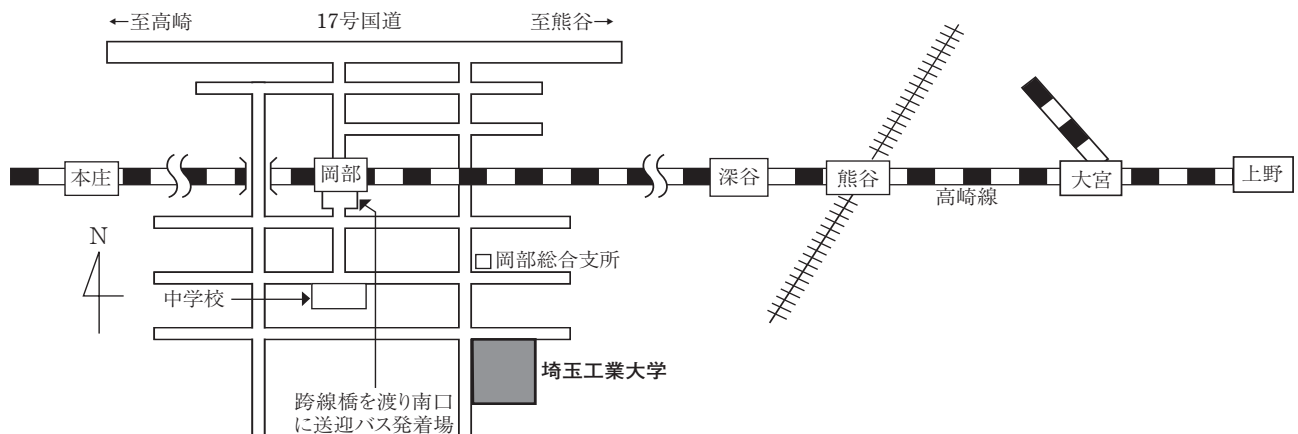 ←至高崎
17号国道
至熊谷→
本庄
岡部
深谷
熊谷
大宮
上野
高崎線
N
岡部総合支所
中学校
埼玉工業大学
跨線橋を渡り南口
に送迎バス発着場